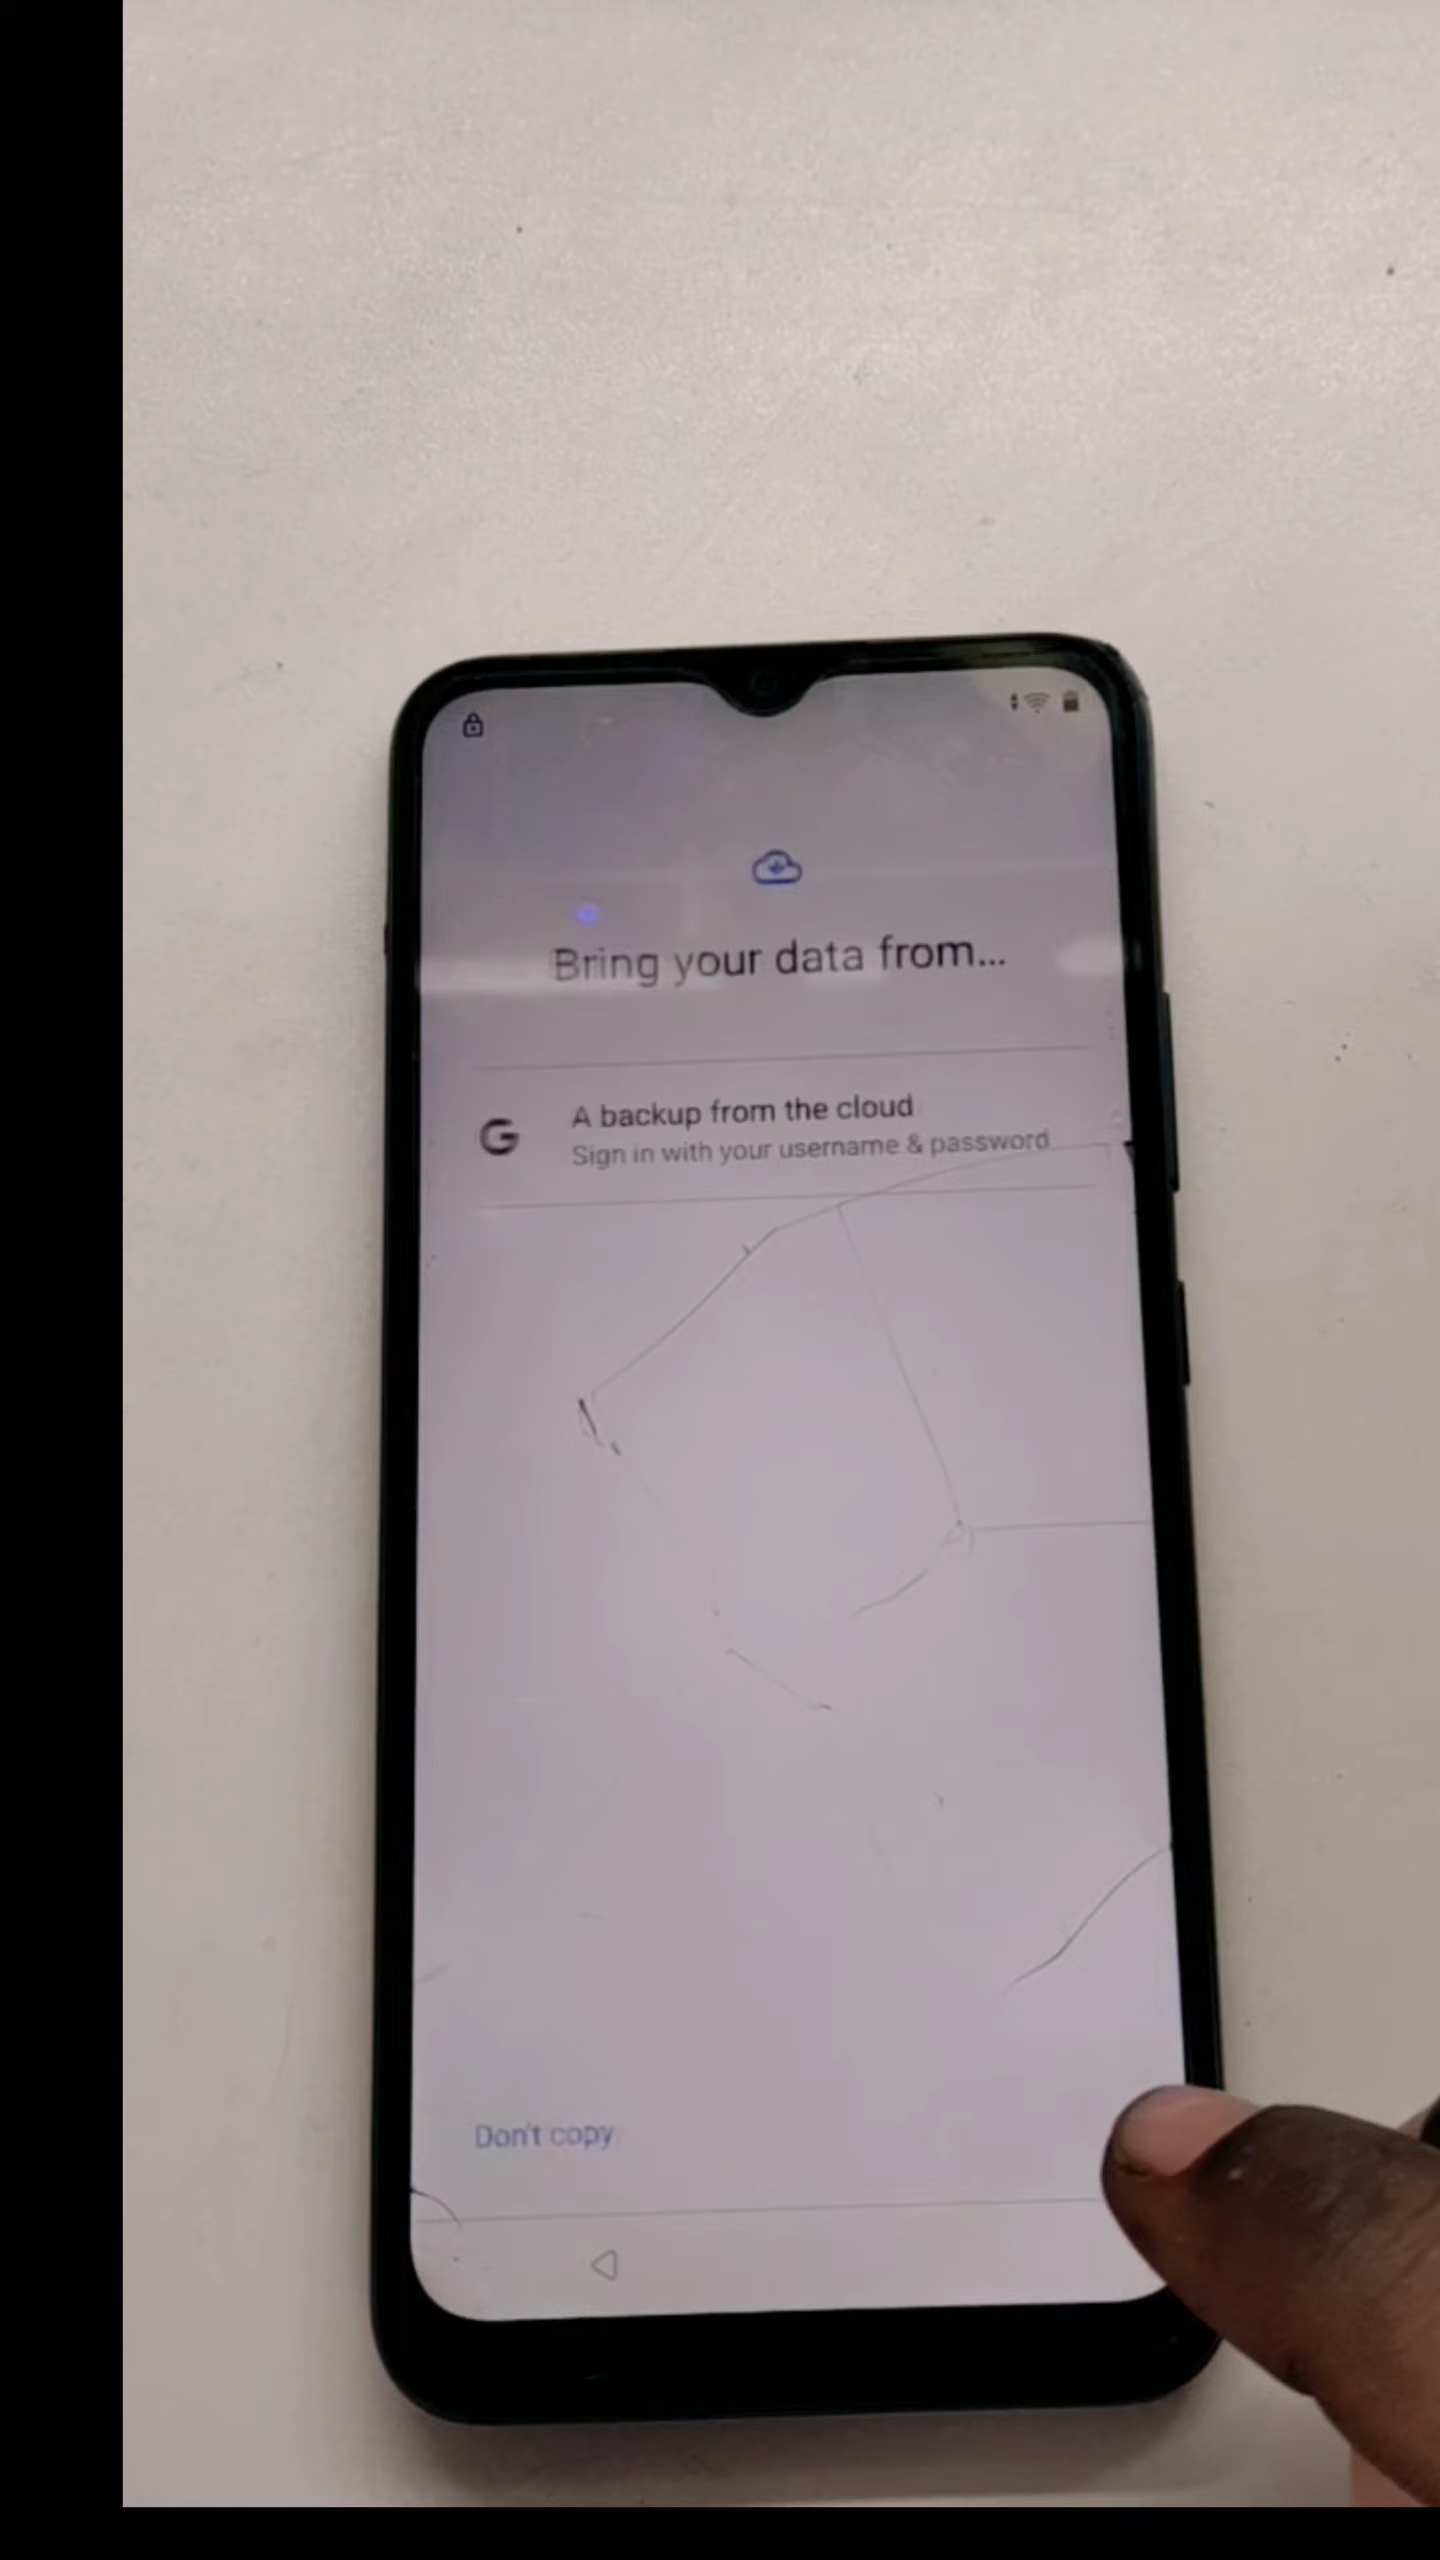 Bring your data from...
G
A backup from the cloud
Sign in with your username & password
Don't copy